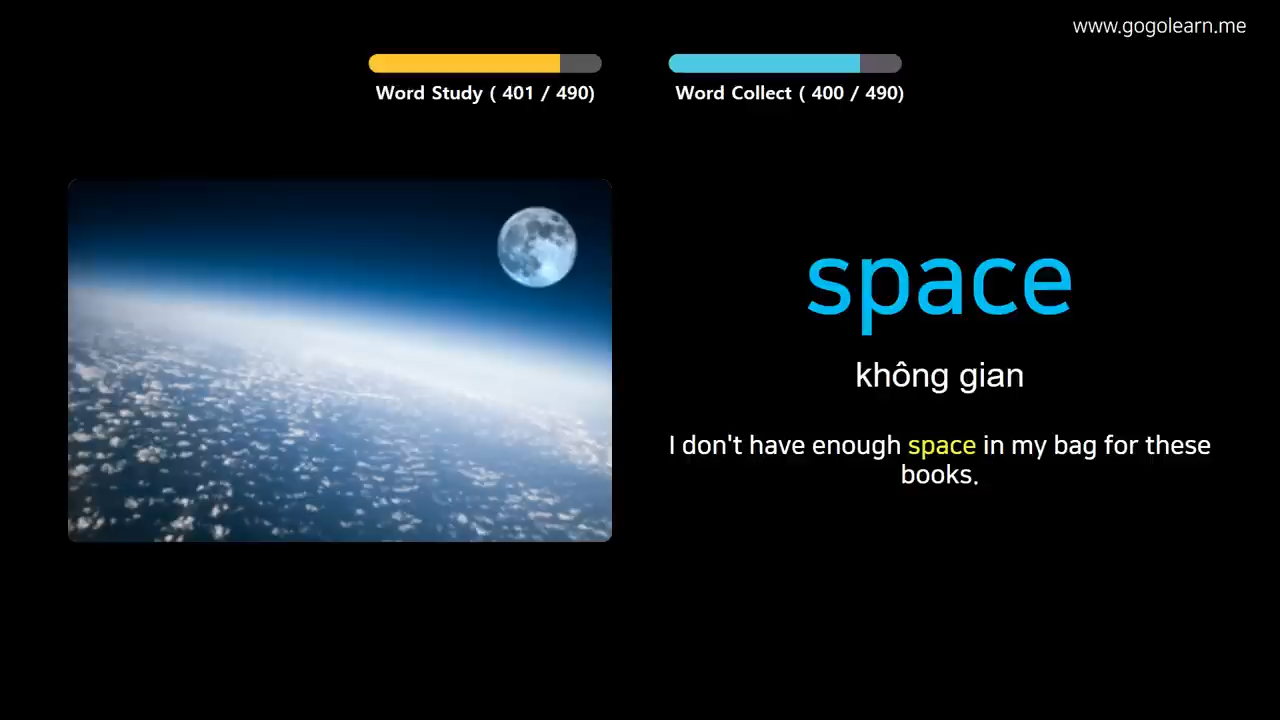 www.gogolearn.me
Word Study ( 401 / 490)
Word Collect ( 400 / 490)
space
không gian
I don't have enough space in my bag for these
books.